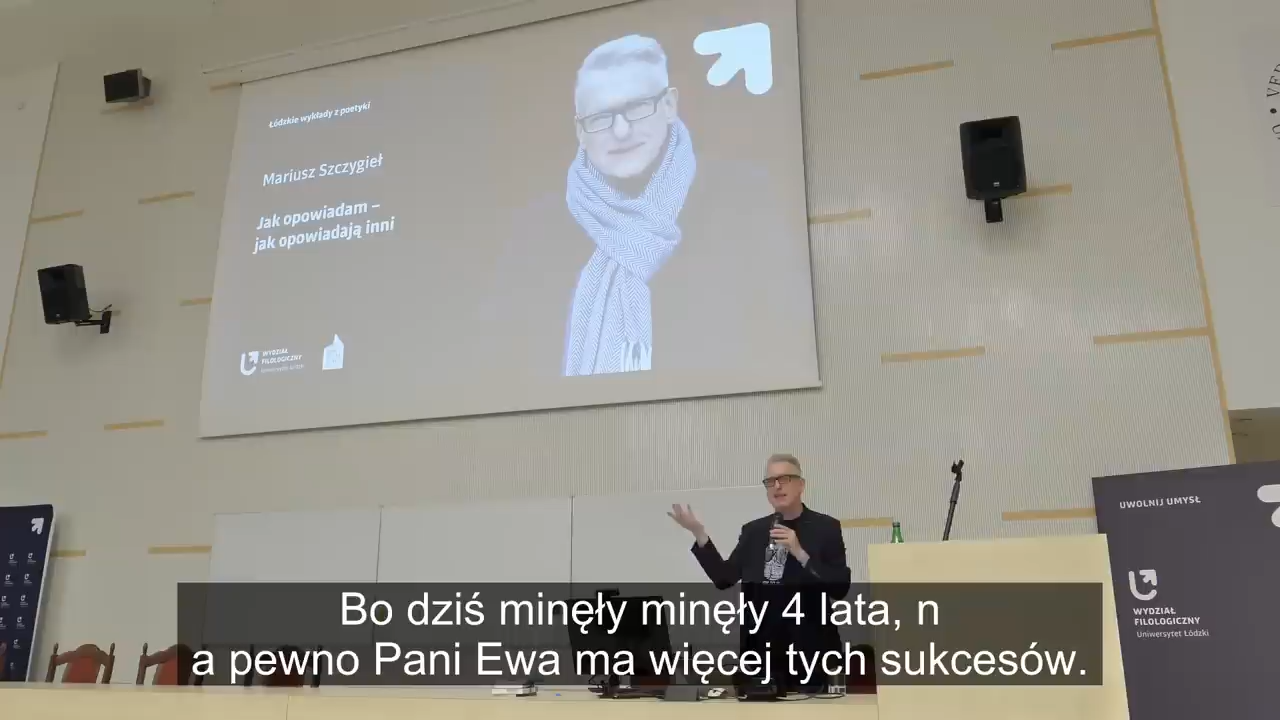 Łódzkie wykłady z poetyki
Mariusz Szczygieł
Jak opowiadam –
jak opowiadają inni
WYDZIAŁ
FILOLOGICZNY
UWOLNIJ UMYSŁ
WYDZIAŁ
FILOLOGICZNY
Uniwersytet Łódzki
Bo dziś minęły minęły 4 lata, n
a pewno Pani Ewa ma więcej tych sukcesów.